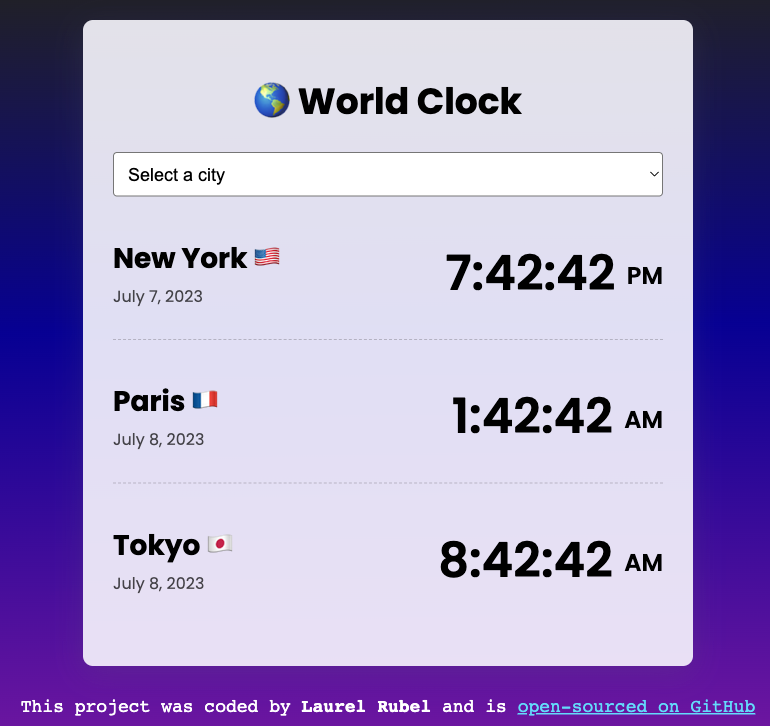 🌎 World Clock
Select a city
New York 🇺🇸
7:42:42 PM
July 7, 2023
Paris 🇫🇷
1:42:42 AM
July 8, 2023
Tokyo 🇯🇵
8:42:42 AM
July 8, 2023
This project was coded by Laurel Rubel and is open-sourced on GitHub